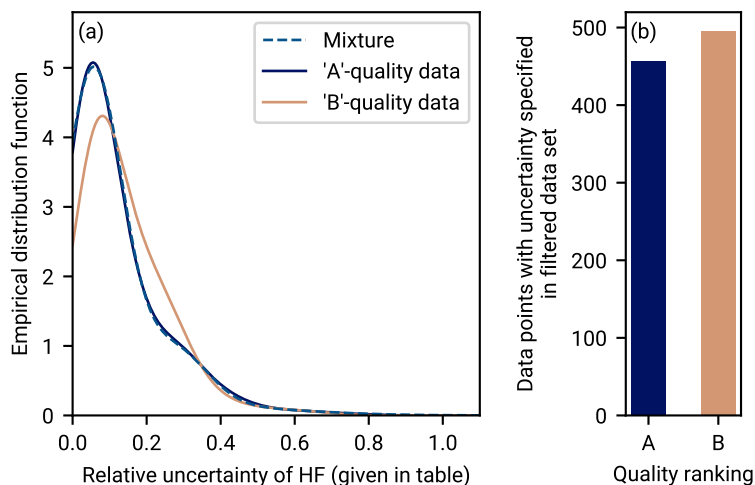 (a)
Mixture
'A'-quality data
'B'-quality data
Empirical distribution function
5
4
3
2
1
0
0.0 0.2 0.4 0.6 0.8 1.0
Relative uncertainty of HF (given in table)
(b)
Data points with uncertainty specified
in filtered data set
500
400
300
200
100
0
A B
Quality ranking